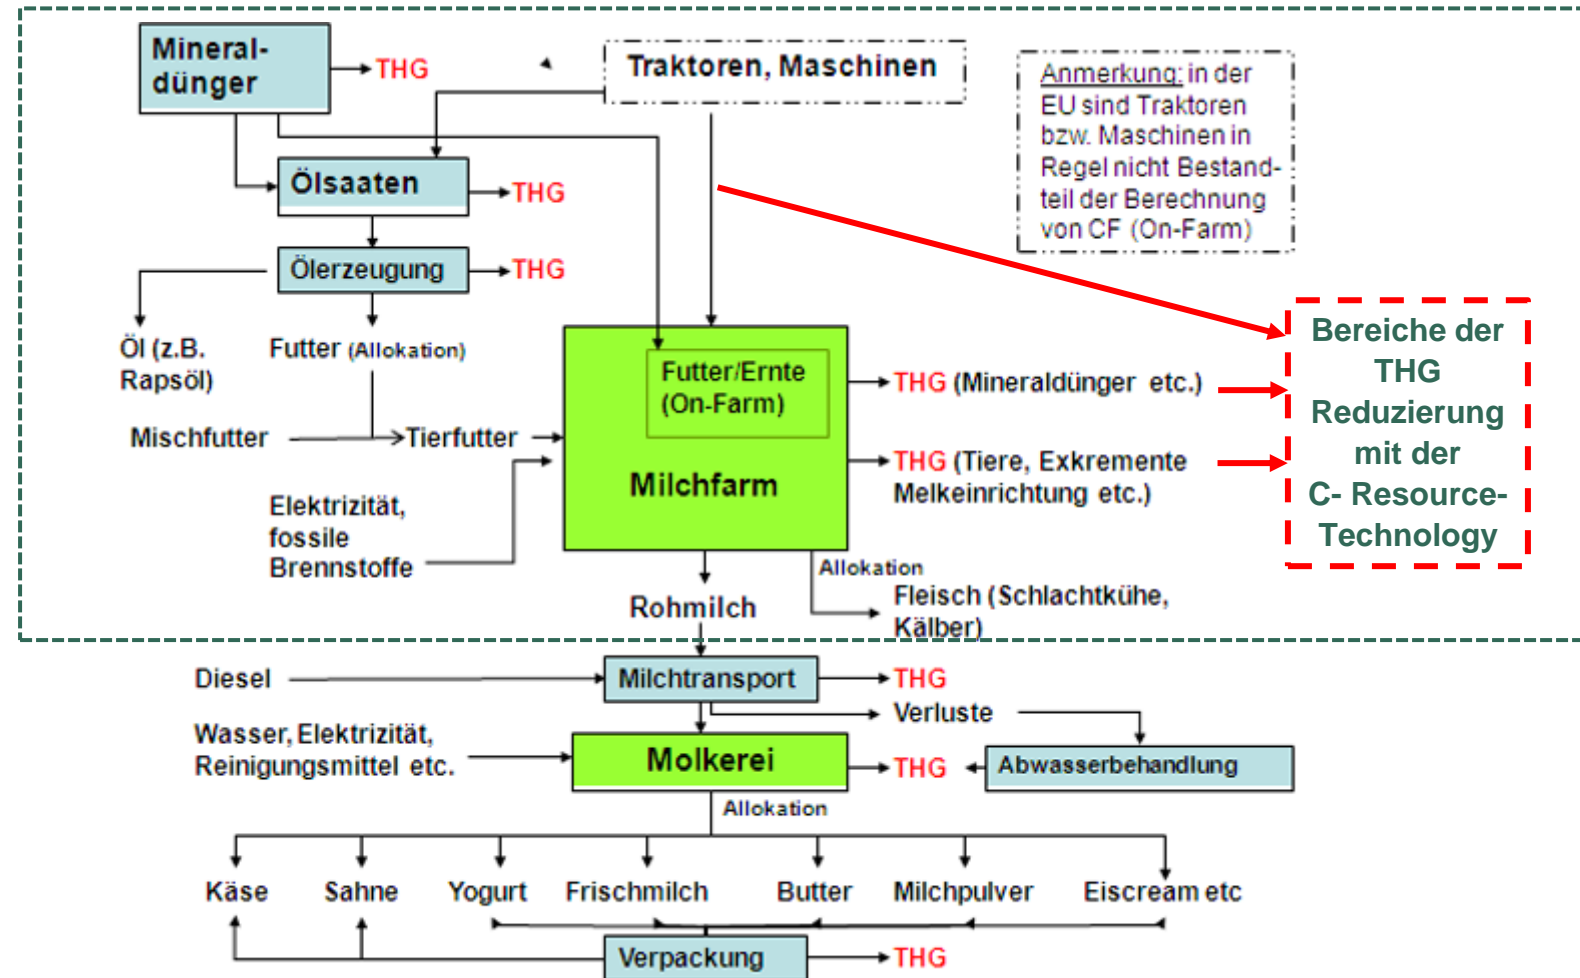 Mineral-
dünger
THG
Traktoren, Maschinen
Anmerkung: in der
EU sind Traktoren
bzw. Maschinen in
Regel nicht Bestand-
teil der Berechnung
von CF (On-Farm)
Ölsaaten
THG
Ölerzeugung
THG
Öl (z.B.
Rapsöl)
Futter (Allokation)
Mischfutter
Tierfutter
Elektrizität,
fossile
Brennstoffe
Futter/Ernte
(On-Farm)
Milchfarm
THG (Mineraldünger etc.)
THG (Tiere, Exkremente
Melkeinrichtung etc.)
Bereiche der
THG
Reduzierung
mit der
C- Resource-
Technology
Allokation
Rohmilch
Fleisch (Schlachtkühe,
Kälber)
Diesel
Milchtransport
THG
Verluste
Wasser, Elektrizität,
Reinigungsmittel etc.
Molkerei
THG
Abwasserbehandlung
Allokation
Käse
Sahne
Yogurt
Frischmilch
Butter
Milchpulver
Eiscream etc
Verpackung
THG